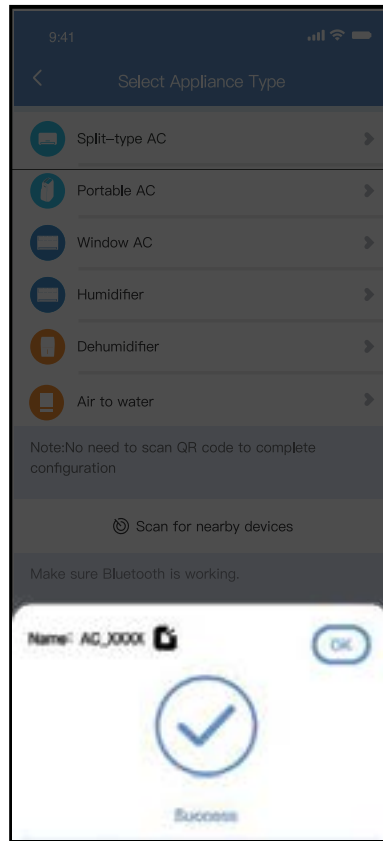 9:41
Select Appliance Type
Split-type AC
Portable AC
Window AC
Humidifier
Dehumidifier
Air to water
Note:No need to scan QR code to complete
configuration
Scan for nearby devices
Make sure Bluetooth is working.
Name: AC_XXXX
OK
Success